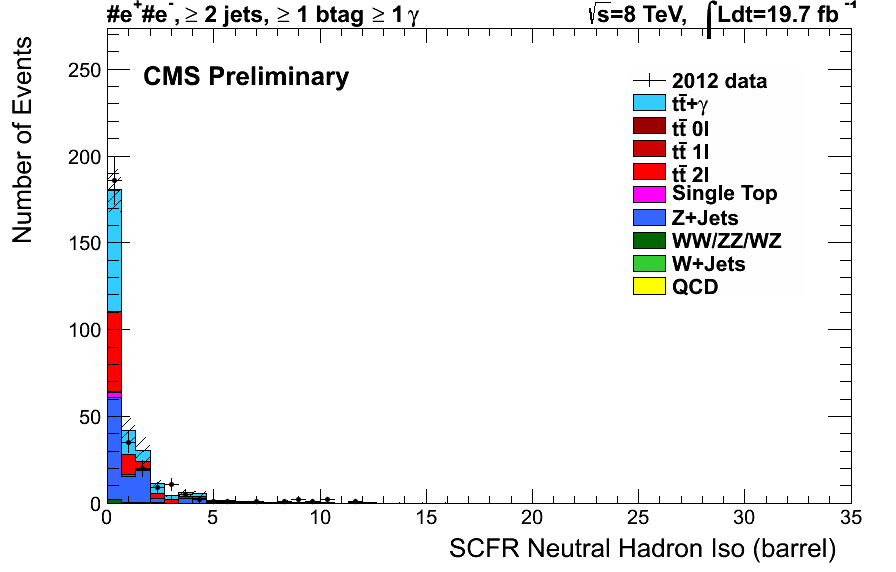 #e+#e-, ≥ 2 jets, ≥ 1 btag ≥ 1 γ
√s=8 TeV, ∫Ldt=19.7 fb-1
CMS Preliminary
2012 data
tt̄+γ
tt̄ 0l
tt̄ 1l
tt̄ 2l
Single Top
Z+Jets
WW/ZZ/WZ
W+Jets
QCD
Number of Events
250
200
150
100
50
0
0 5 10 15 20 25 30 35
SCFR Neutral Hadron Iso (barrel)